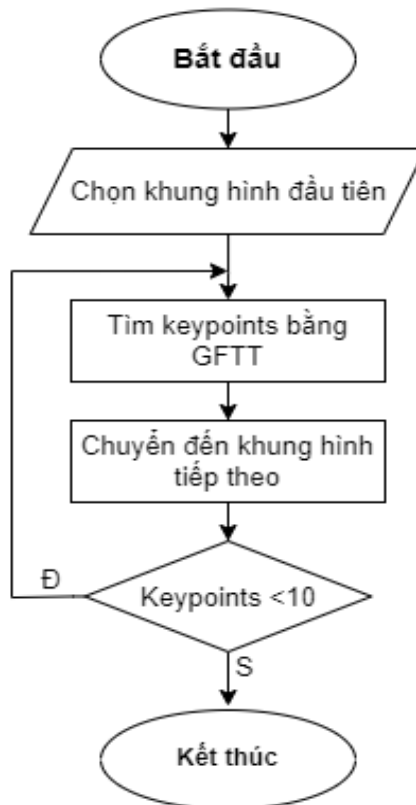 Bắt đầu
Chọn khung hình đầu tiên
Tìm keypoints bằng
GFTT
Chuyển đến khung hình
tiếp theo
Đ
Keypoints <10
S
Kết thúc